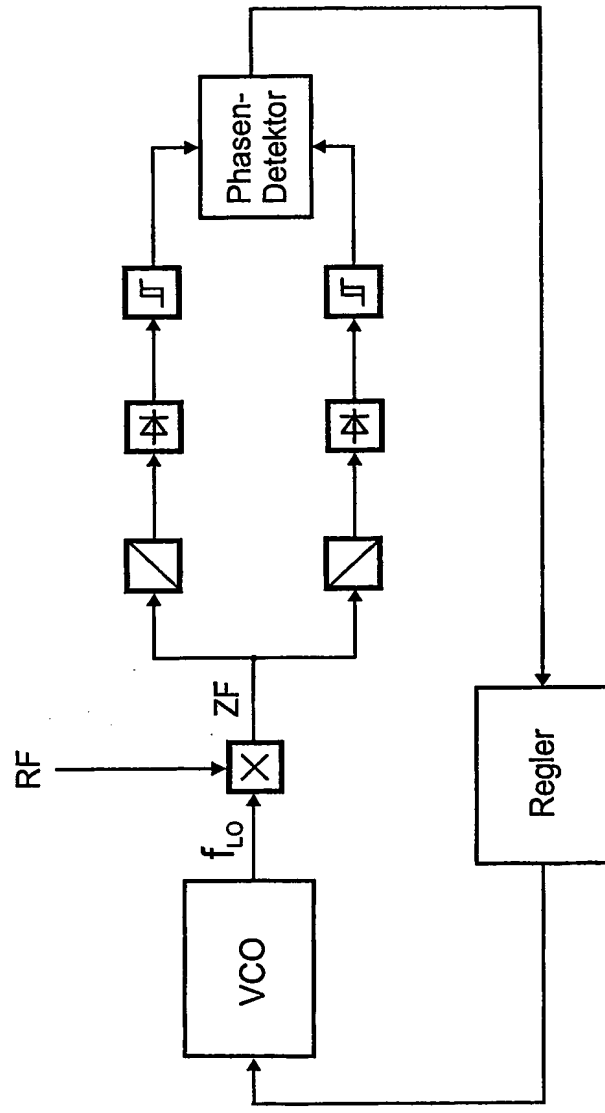 RF
VCO
f_LO
ZF
Phasen-
Detektor
Regler